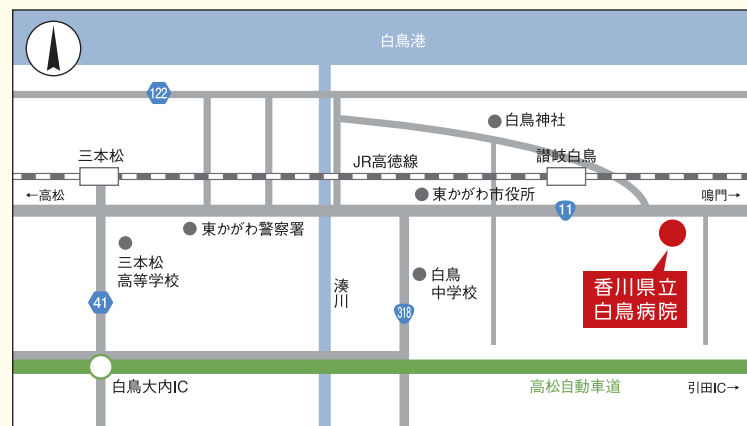 白鳥港
122
白鳥神社
三本松
JR高徳線
讃岐白鳥
←高松
東かがわ市役所
11
鳴門→
東かがわ警察署
三本松
高等学校
湊川
白鳥
中学校
香川県立
白鳥病院
41
318
白鳥大内IC
高松自動車道
引田IC→